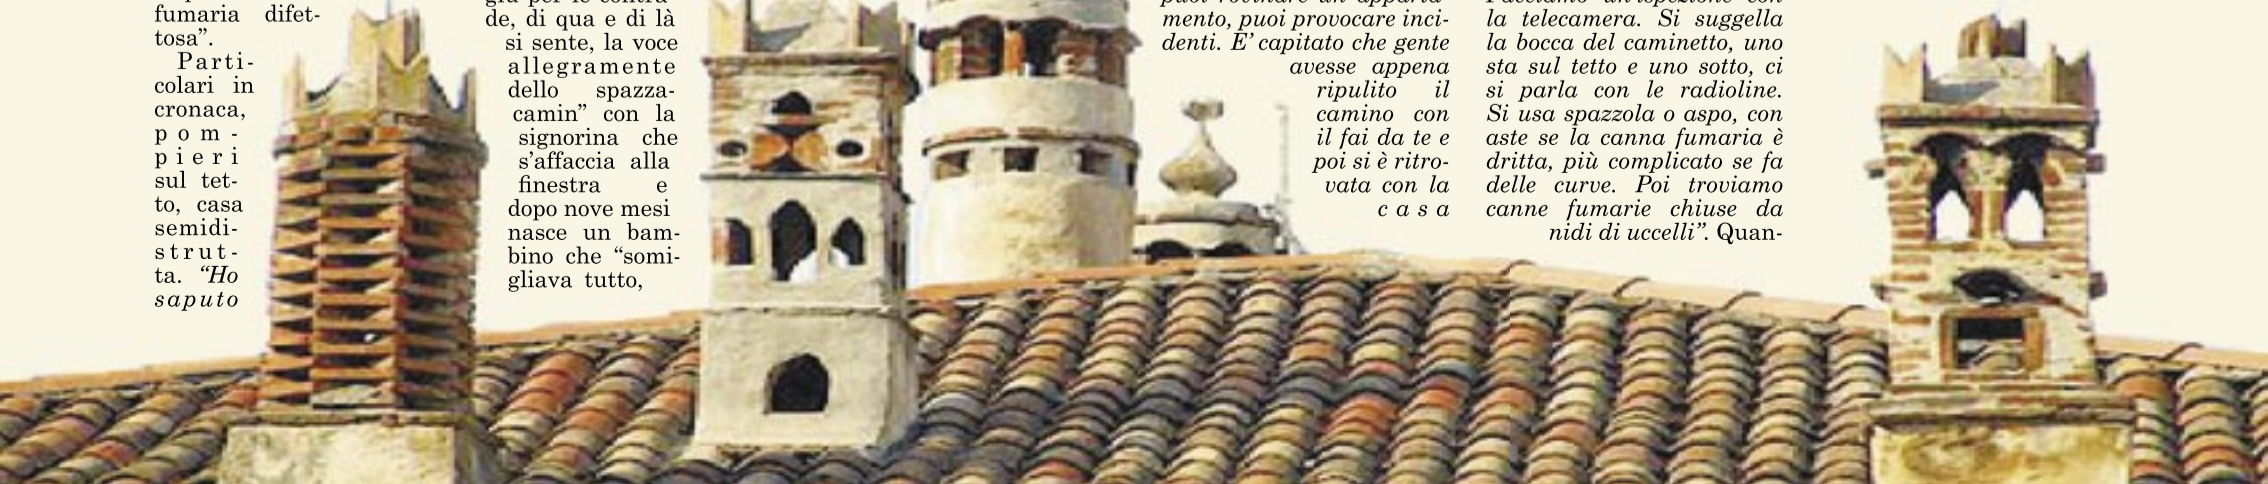 fumaria difet-
tosa”.
Parti-
colari in
cronaca,
pom-
pieri
sul tet-
to, casa
semidi-
strut-
ta. “Ho
saputo
de, di qua e di là
si sente, la voce
allegramente
dello spazza-
camin” con la
signorina che
s’affaccia alla
finestra e
dopo nove mesi
nasce un bam-
bino che “somi-
gliava tutto,
mento, puoi provocare inci-
denti. E’ capitato che gente
avesse appena
ripulito il
camino con
il fai da te e
poi si è ritro-
vata con la
casa
la telecamera. Si suggella
la bocca del caminetto, uno
sta sul tetto e uno sotto, ci
si parla con le radioline.
Si usa spazzola o aspo, con
aste se la canna fumaria è
dritta, più complicato se fa
delle curve. Poi troviamo
canne fumarie chiuse da
nidi di uccelli”. Quan-